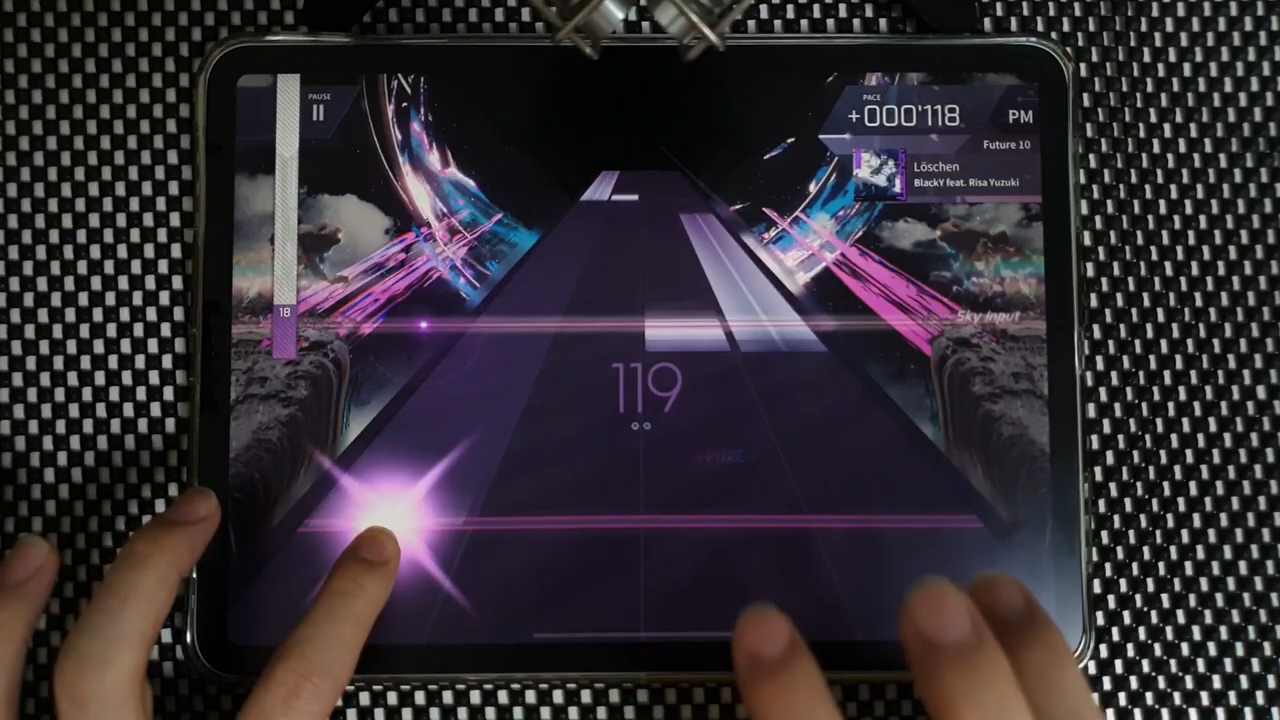 PAUSE
PACE
+000'118
PM
Future 10
Löschen
BlackY feat. Risa Yuzuki
18
Sky Input
119
PURE